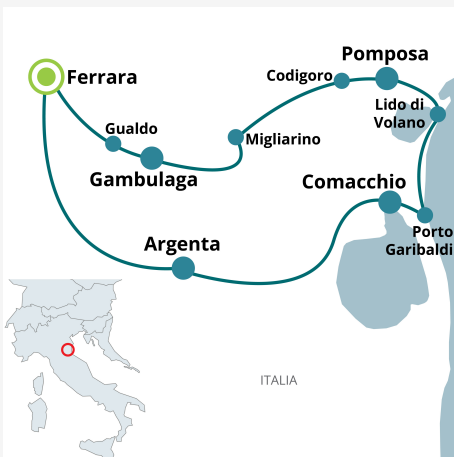 Pomposa
Codigoro
Ferrara
Lido di
Volano
Gualdo
Migliarino
Gambulaga
Comacchio
Porto
Garibaldi
Argenta
ITALIA